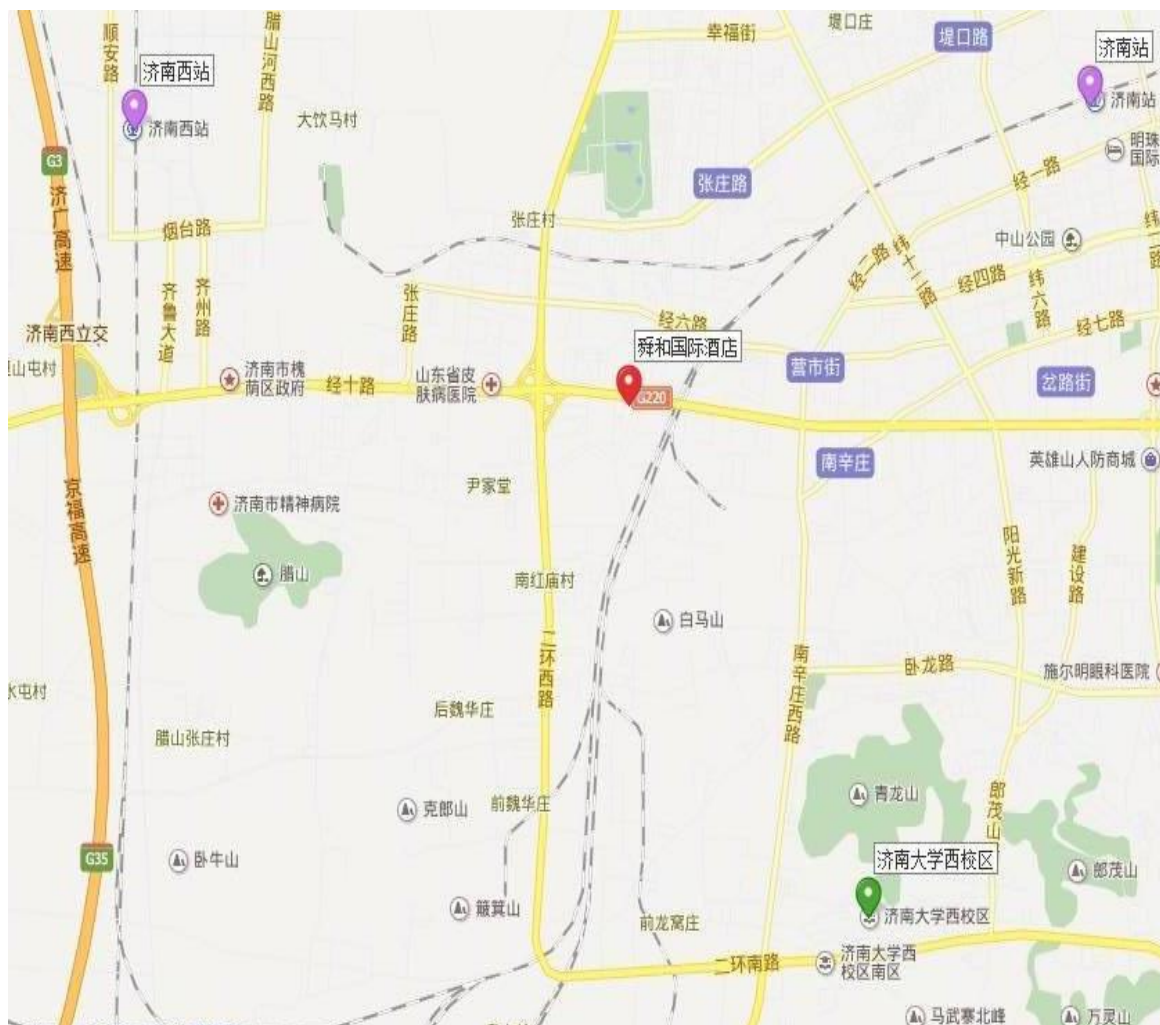 顺安路
腊山河西路
济南西站
济南西站
大饮马村
幸福街
堤口庄
堤口路
济南站
济南站
明珠
国际
G3
济广高速
烟台路
张庄村
张庄路
经一路
中山公园
经二路
纬十二路
经四路
纬六路
经七路
齐鲁大道
齐州路
张庄路
经六路
济南西立交
山屯村
济南市槐
荫区政府
经十路
山东省皮
肤病医院
舜和国际酒店
G220
营市街
岔路街
南辛庄
英雄山人防商城
尹家堂
济南市精神病院
京福高速
腊山
南红庙村
白马山
阳光新路
建设路
二环西路
南辛庄西路
卧龙路
施尔明眼科医院
水屯村
后魏华庄
腊山张庄村
克郎山
前魏华庄
青龙山
郎茂山
G35
卧牛山
济南大学西校区
郎茂山
簸箕山
前龙窝庄
济南大学西校区
二环南路
济南大学西
校区南区
马武寨北峰
万灵山